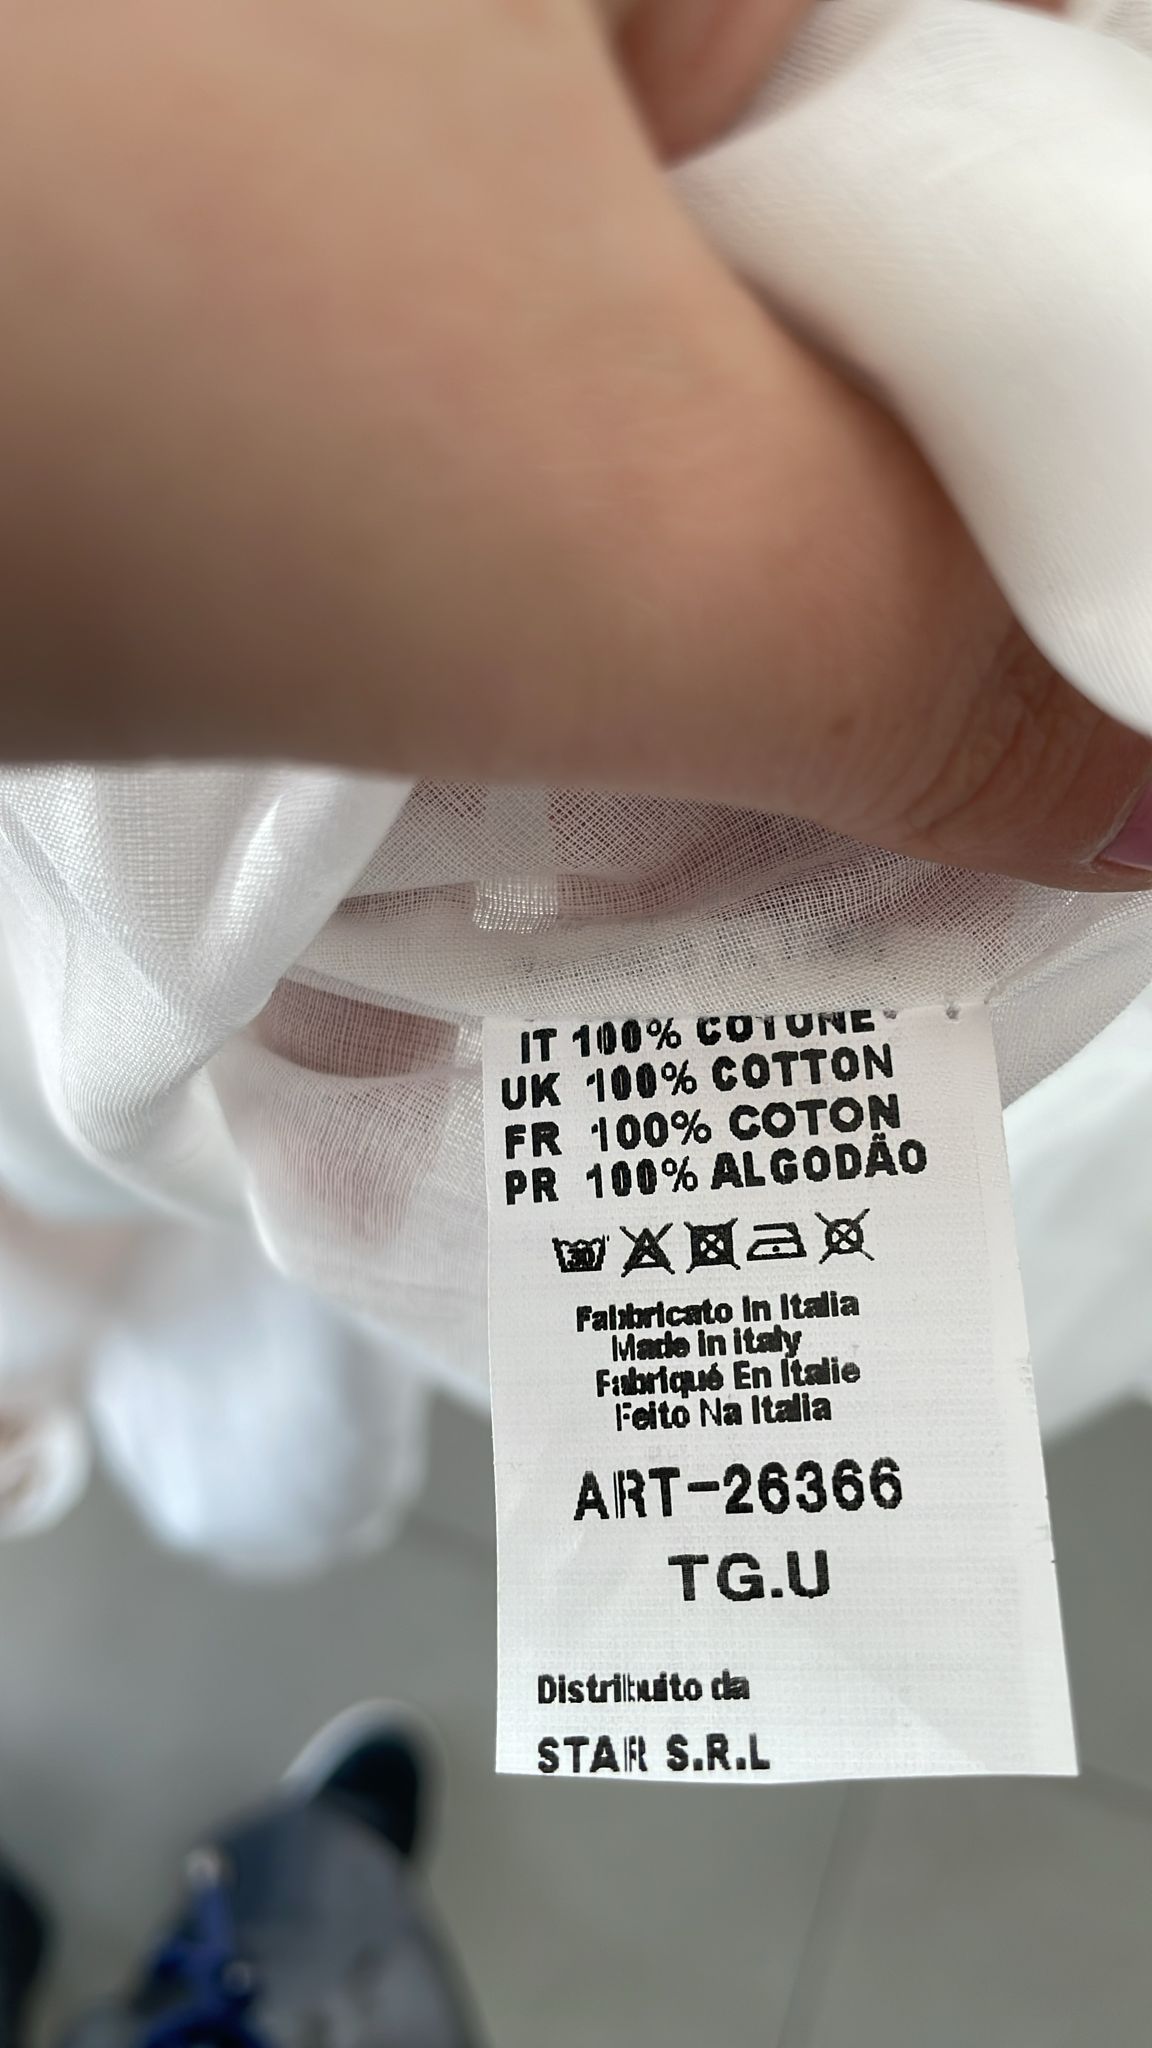 IT 100% COTONE
UK 100% COTTON
FR 100% COTON
PR 100% ALGODÃO
30
Fabbricato In Italia
Made In italy
Fabriqué En Italie
Feito Na Italia
ART-26366
TG.U
Distribuito da
STAR S.R.L